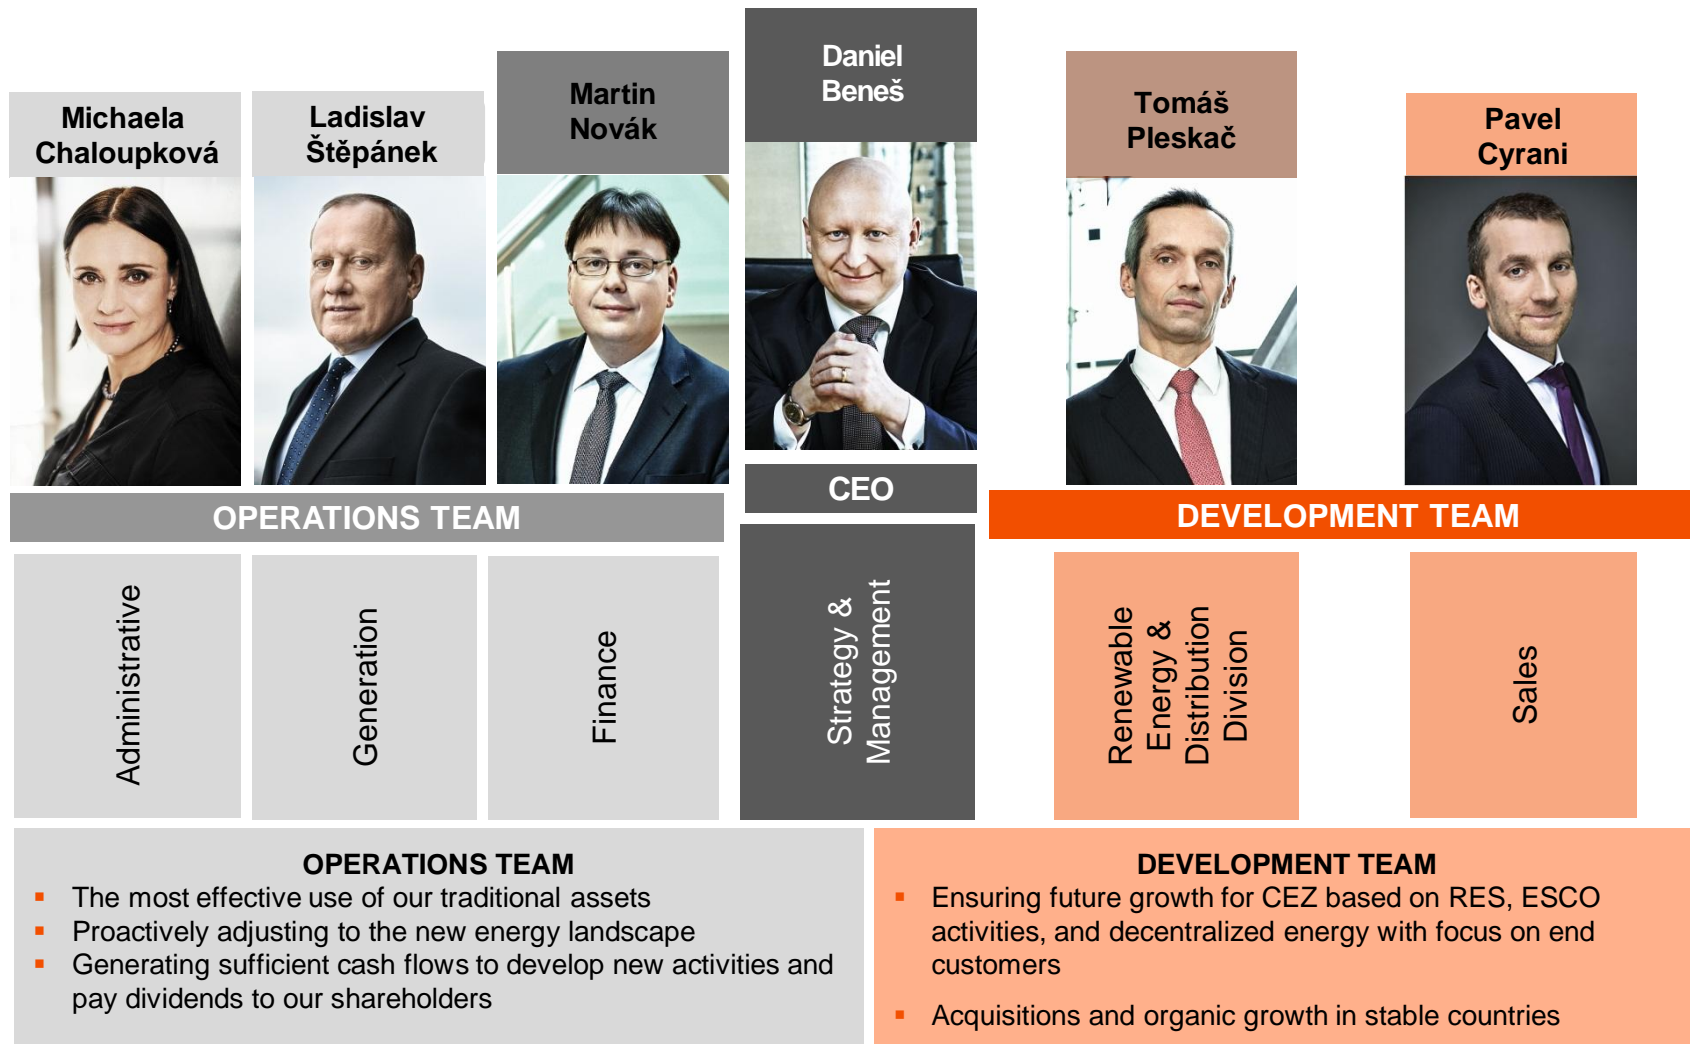 Michaela
Chaloupková
Ladislav
Štěpánek
Martin
Novák
Daniel
Beneš
Tomáš
Pleskač
Pavel
Cyrani
OPERATIONS TEAM
CEO
DEVELOPMENT TEAM
Administrative
Generation
Finance
Strategy &
Management
Renewable
Energy &
Distribution
Division
Sales
OPERATIONS TEAM
▪ The most effective use of our traditional assets
▪ Proactively adjusting to the new energy landscape
▪ Generating sufficient cash flows to develop new activities and
pay dividends to our shareholders
DEVELOPMENT TEAM
▪ Ensuring future growth for CEZ based on RES, ESCO
activities, and decentralized energy with focus on end
customers
▪ Acquisitions and organic growth in stable countries